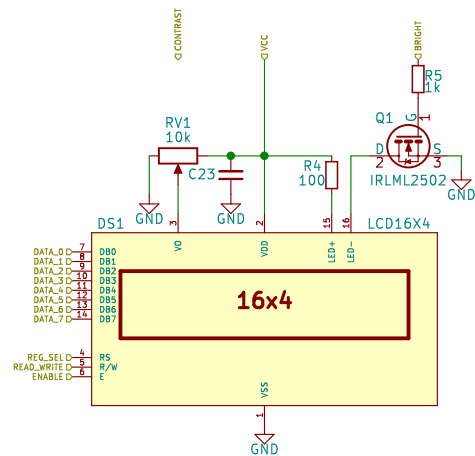 CONTRAST
VCC
BRIGHT
R5
1k
RV1
10k
Q1
G
1
D
S
2
3
C23
R4
100
IRLML2502
GND
GND
GND
3
2
15
16
DS1
LCD16X4
VO
VDD
LED+
LED-
DATA_0 7 DB0
DATA_1 8 DB1
DATA_2 9 DB2
DATA_3 10 DB3
DATA_4 11 DB4
DATA_5 12 DB5
DATA_6 13 DB6
DATA_7 14 DB7
16x4
REG_SEL 4 RS
READ_WRITE 5 R/W
ENABLE 6 E
VSS
1
GND